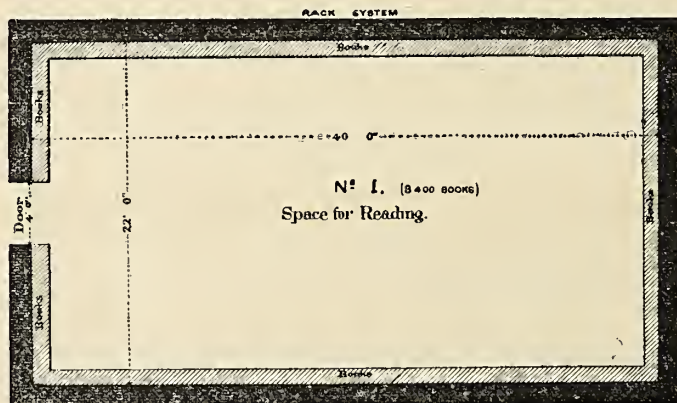 RACK SYSTEM
Books
Books
40 0"
Nº 1. (8400 BOOKS)
Space for Reading.
Door
4' 0"
22' 0"
Books
Books
Books